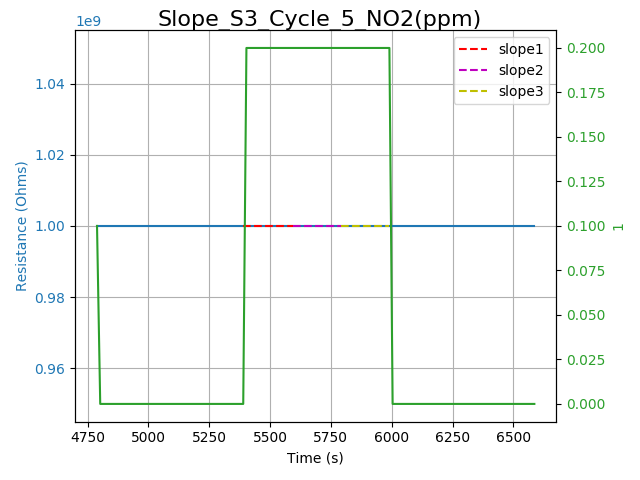 Slope_S3_Cycle_5_NO2(ppm)
1e9
slope1
slope2
slope3
1.04
1.02
1.00
0.98
0.96
Resistance (Ohms)
0.200
0.175
0.150
0.125
0.100
0.075
0.050
0.025
0.000
1
4750 5000 5250 5500 5750 6000 6250 6500
Time (s)